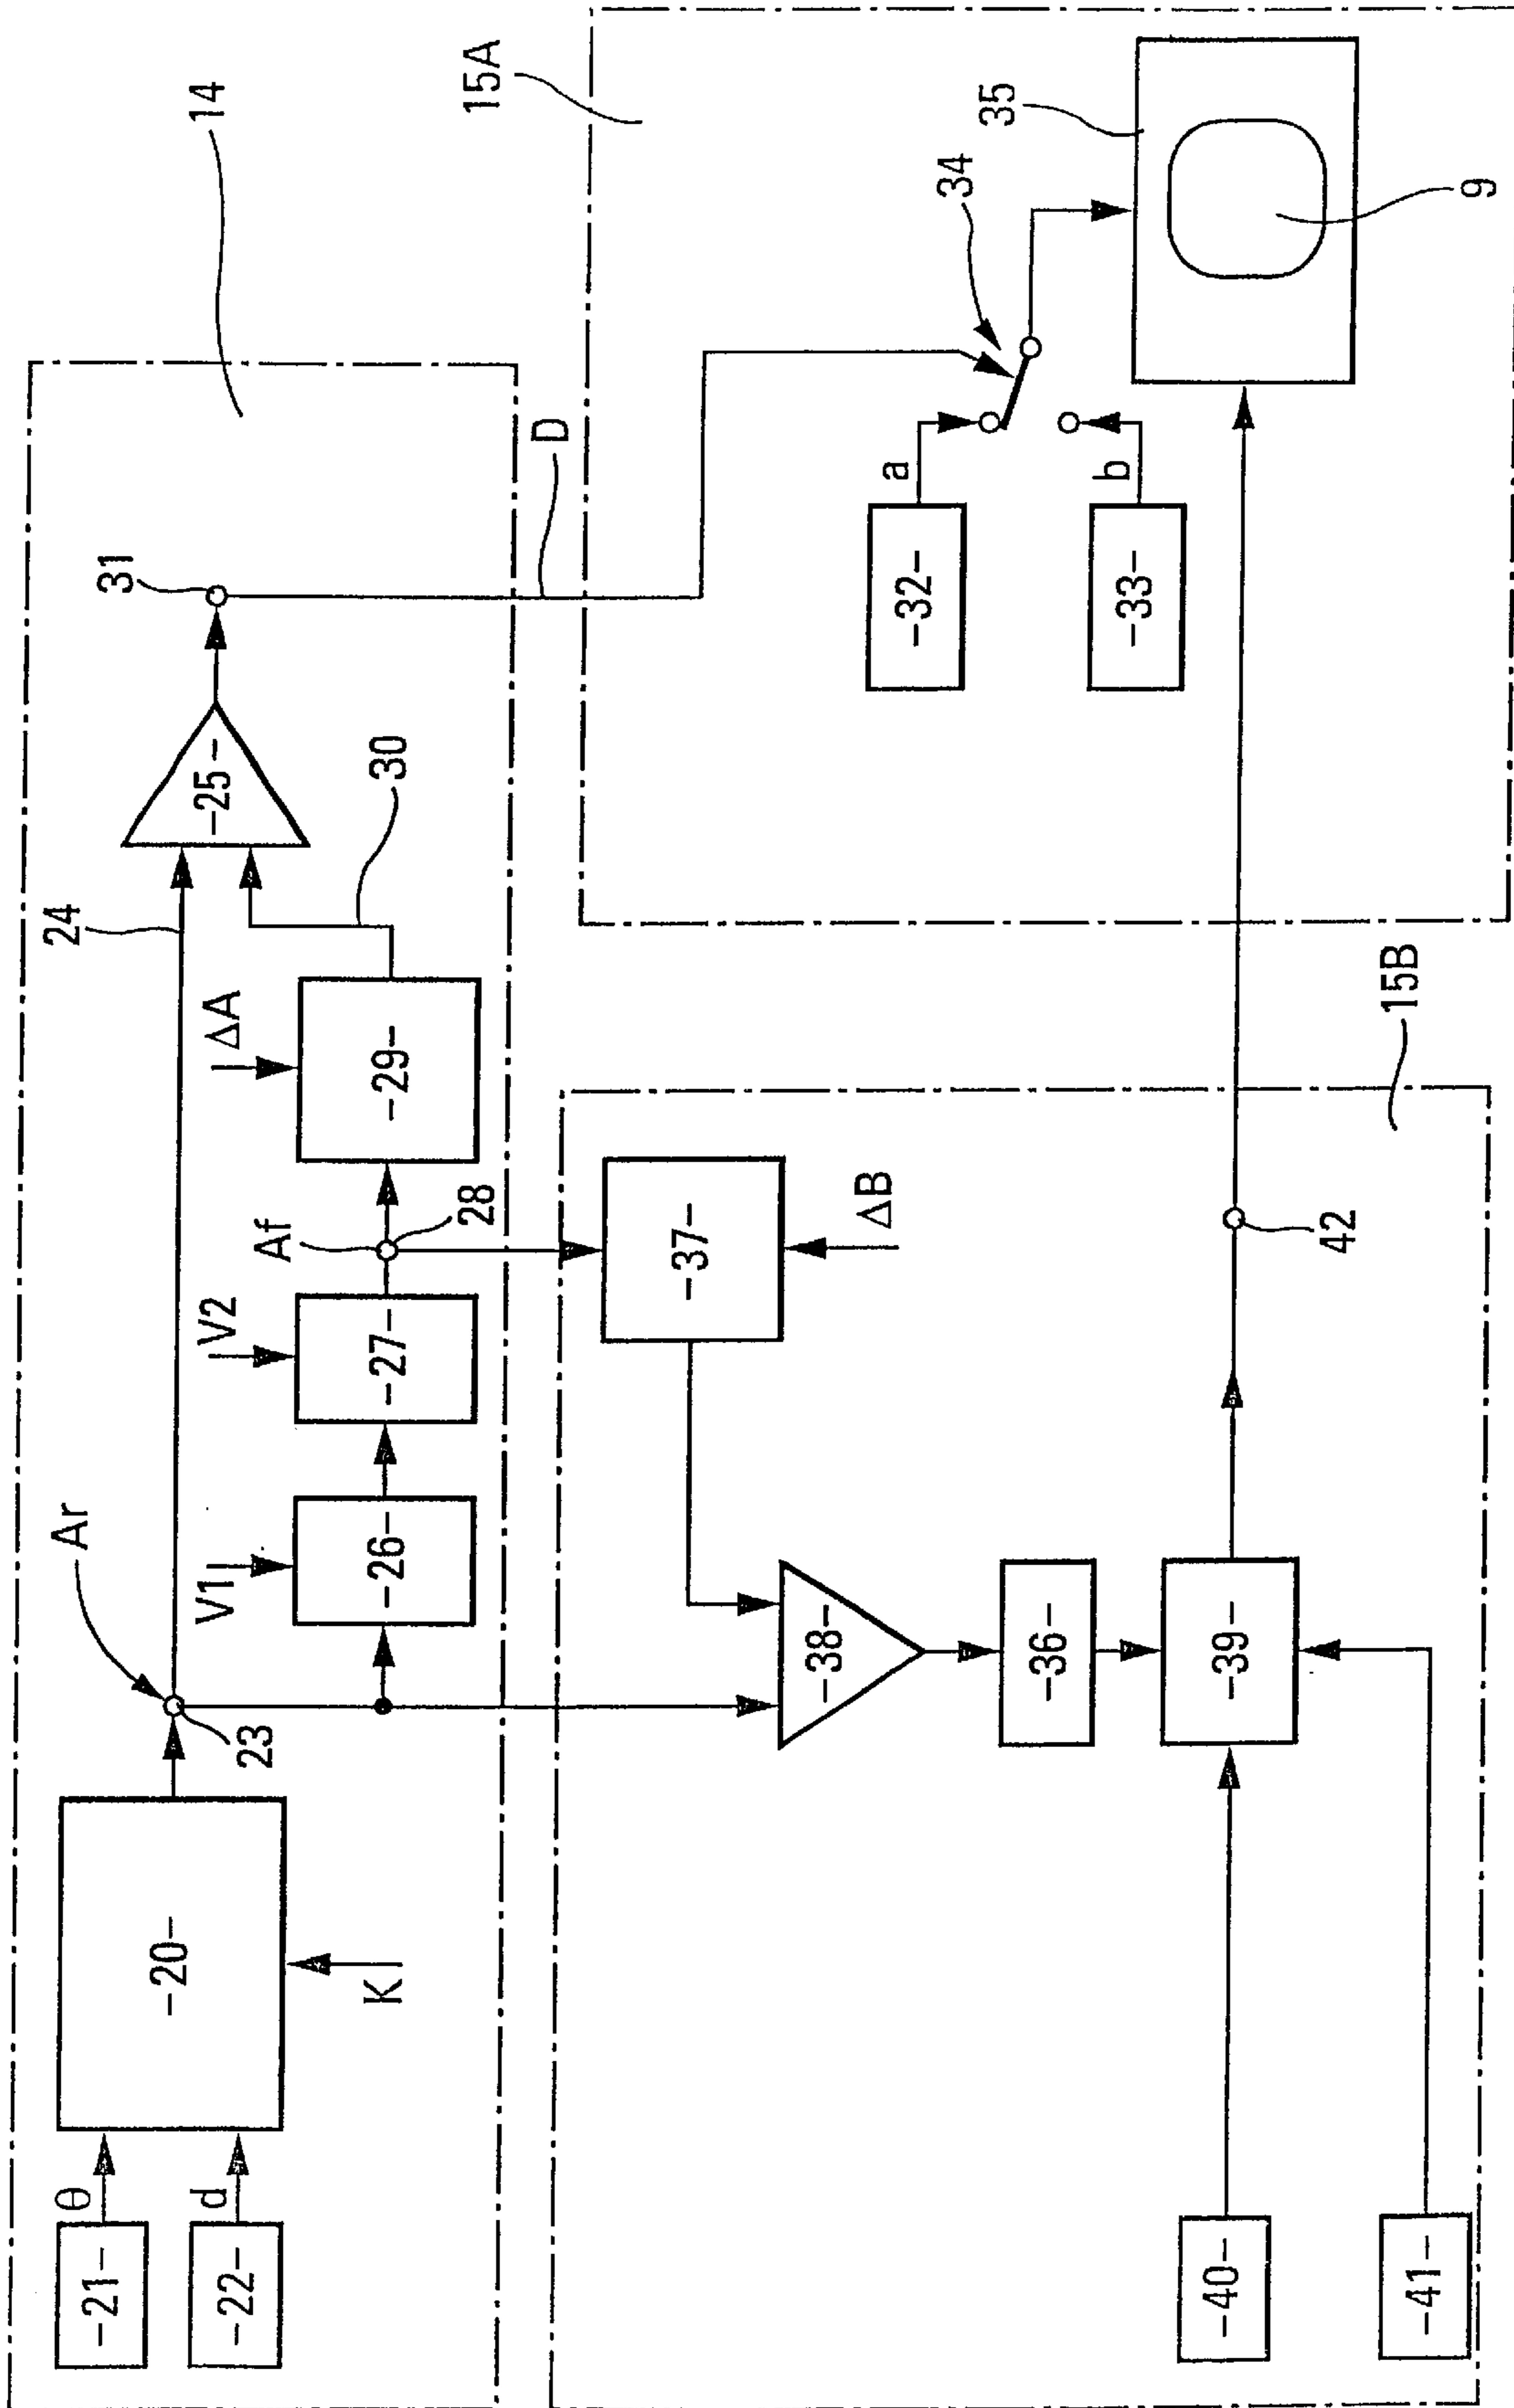 -21-
θ
-22-
d
-20-
K
Ar
23
24
V1
-26-
V2
-27-
Af
28
ΔA
-29-
30
-25-
31
14
D
15A
-32-
a
-33-
b
34
35
9
-37-
ΔB
-38-
-36-
-39-
-40-
-41-
42
15B